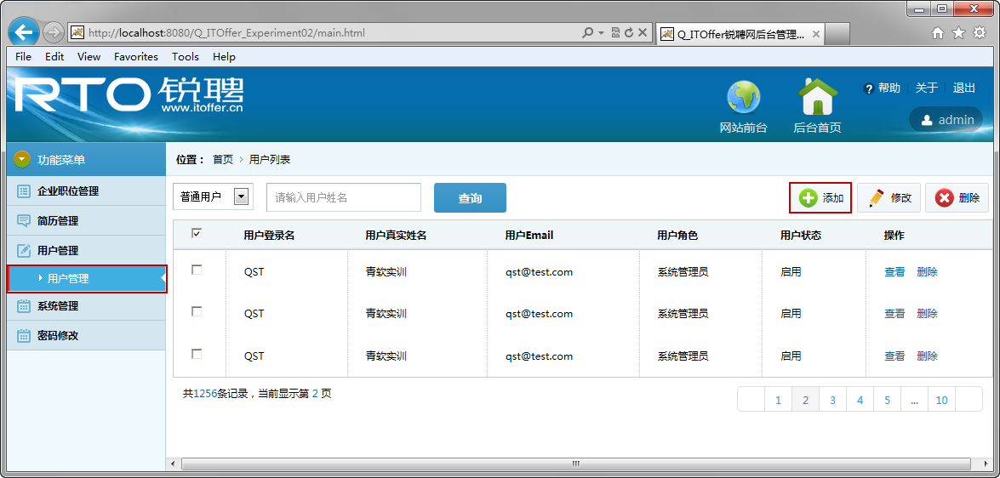 http://localhost:8080/Q_ITOffer_Experiment02/main.html
Q_ITOffer锐聘网后台管理...
File Edit View Favorites Tools Help
RTO 锐聘
www.itoffer.cn
网站前台
后台首页
帮助 关于 退出
admin
功能菜单
企业职位管理
简历管理
用户管理
用户管理
系统管理
密码修改
位置： 首页 › 用户列表
普通用户 请输入用户姓名 查询 添加 修改 删除
用户登录名 用户真实姓名 用户Email 用户角色 用户状态 操作
QST 青软实训 qst@test.com 系统管理员 启用 查看 删除
QST 青软实训 qst@test.com 系统管理员 启用 查看 删除
QST 青软实训 qst@test.com 系统管理员 启用 查看 删除
共1256条记录，当前显示第 2 页
1 2 3 4 5 ... 10